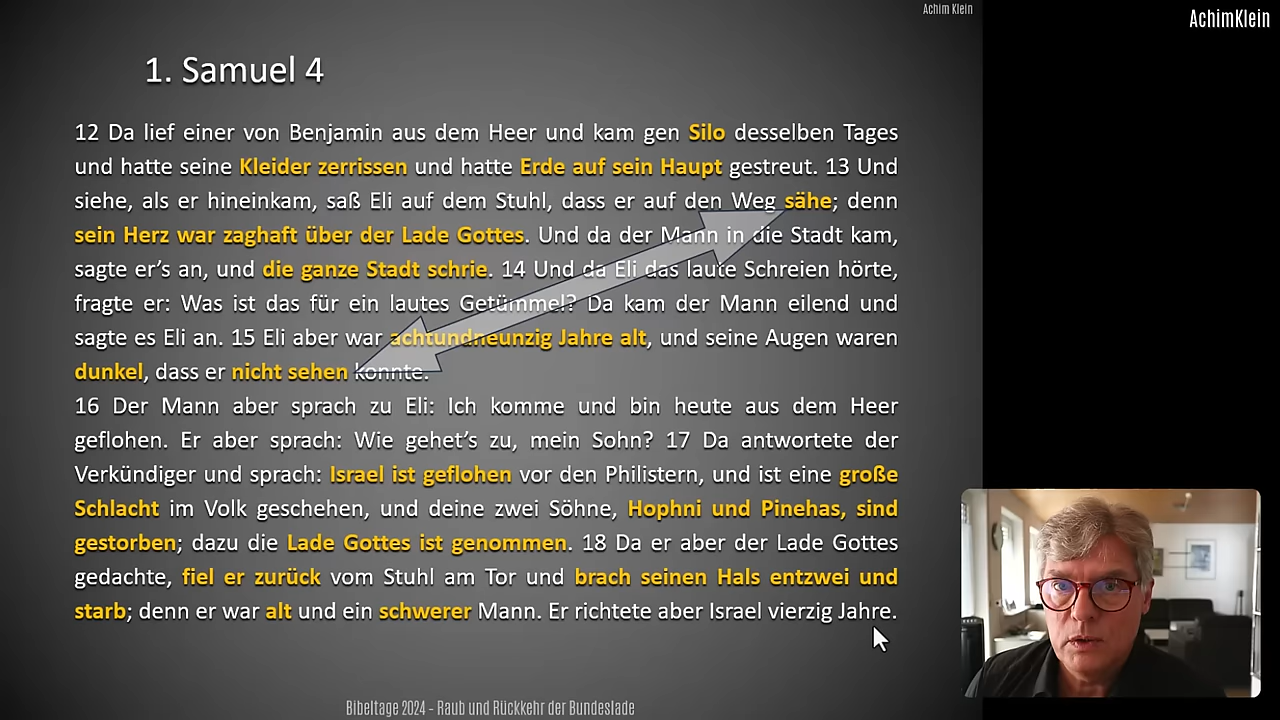 Achim Klein
AchimKlein
1. Samuel 4
12 Da lief einer von Benjamin aus dem Heer und kam gen Silo desselben Tages
und hatte seine Kleider zerrissen und hatte Erde auf sein Haupt gestreut. 13 Und
siehe, als er hineinkam, saß Eli auf dem Stuhl, dass er auf den Weg sähe; denn
sein Herz war zaghaft über der Lade Gottes. Und da der Mann in die Stadt kam,
sagte er’s an, und die ganze Stadt schrie. 14 Und da Eli das laute Schreien hörte,
fragte er: Was ist das für ein lautes Getümmel? Da kam der Mann eilend und
sagte es Eli an. 15 Eli aber war achtundneunzig Jahre alt, und seine Augen waren
dunkel, dass er nicht sehen konnte.
16 Der Mann aber sprach zu Eli: Ich komme und bin heute aus dem Heer
geflohen. Er aber sprach: Wie gehet’s zu, mein Sohn? 17 Da antwortete der
Verkündiger und sprach: Israel ist geflohen vor den Philistern, und ist eine große
Schlacht im Volk geschehen, und deine zwei Söhne, Hophni und Pinehas, sind
gestorben; dazu die Lade Gottes ist genommen. 18 Da er aber der Lade Gottes
gedachte, fiel er zurück vom Stuhl am Tor und brach seinen Hals entzwei und
starb; denn er war alt und ein schwerer Mann. Er richtete aber Israel vierzig Jahre.
Bibeltage 2024 – Raub und Rückkehr der Bundeslade